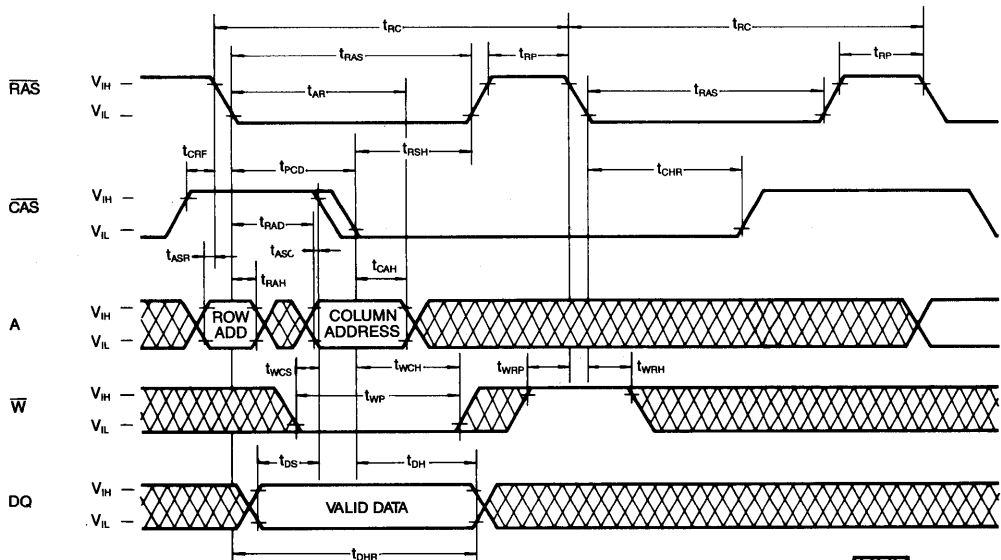 tRC tRC
tRAS tRP tRP
RAS VIH
tAR tRAS
VIL
tRSH
tCRF tPCD tCHR
CAS VIH
tRAD
VIL
tASR tASC tCAH
tRAH
A VIH ROW ADD COLUMN ADDRESS
VIL
tWCS tWCH tWRP tWRH
W VIH tWP
VIL
tDS tDH
DQ VIH
VALID DATA
VIL
tDHR